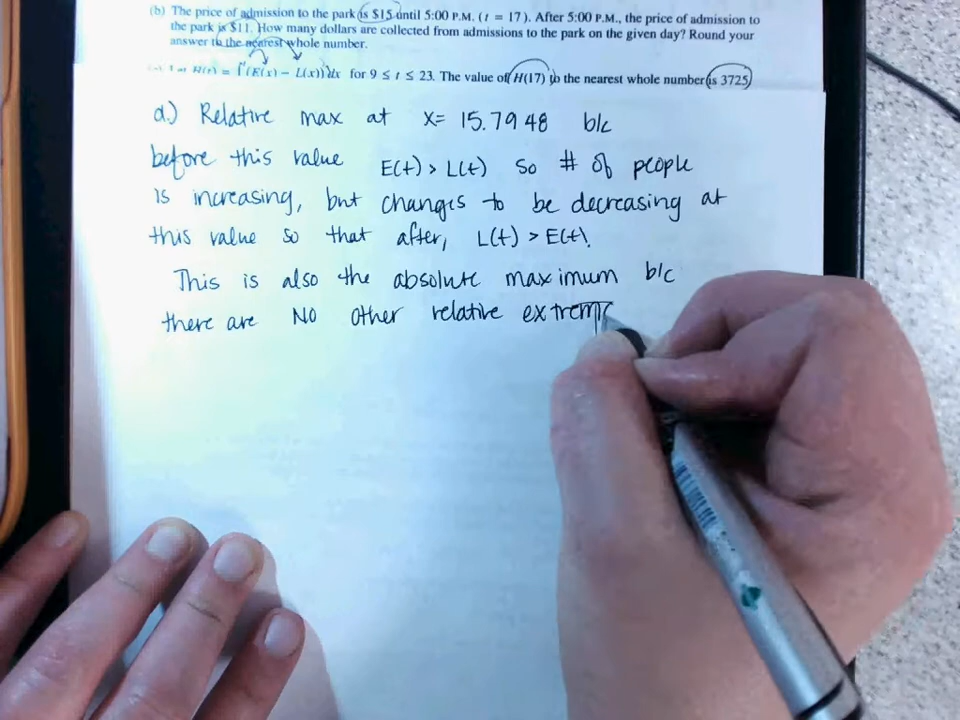 (b) The price of admission to the park is $15 until 5:00 P.M. (t = 17). After 5:00 P.M., the price of admission to
the park is $11. How many dollars are collected from admissions to the park on the given day? Round your
answer to the nearest whole number.
H(t) = ∫(E(x) − L(x)) dx for 9 ≤ t ≤ 23. The value of H(17) to the nearest whole number is 3725
d.) Relative max at x= 15.7948 b/c
before this value E(t) > L(t) so # of people
is increasing, but changes to be decreasing at
this value so that after, L(t) > E(t).
This is also the absolute maximum b/c
there are NO other relative extrem